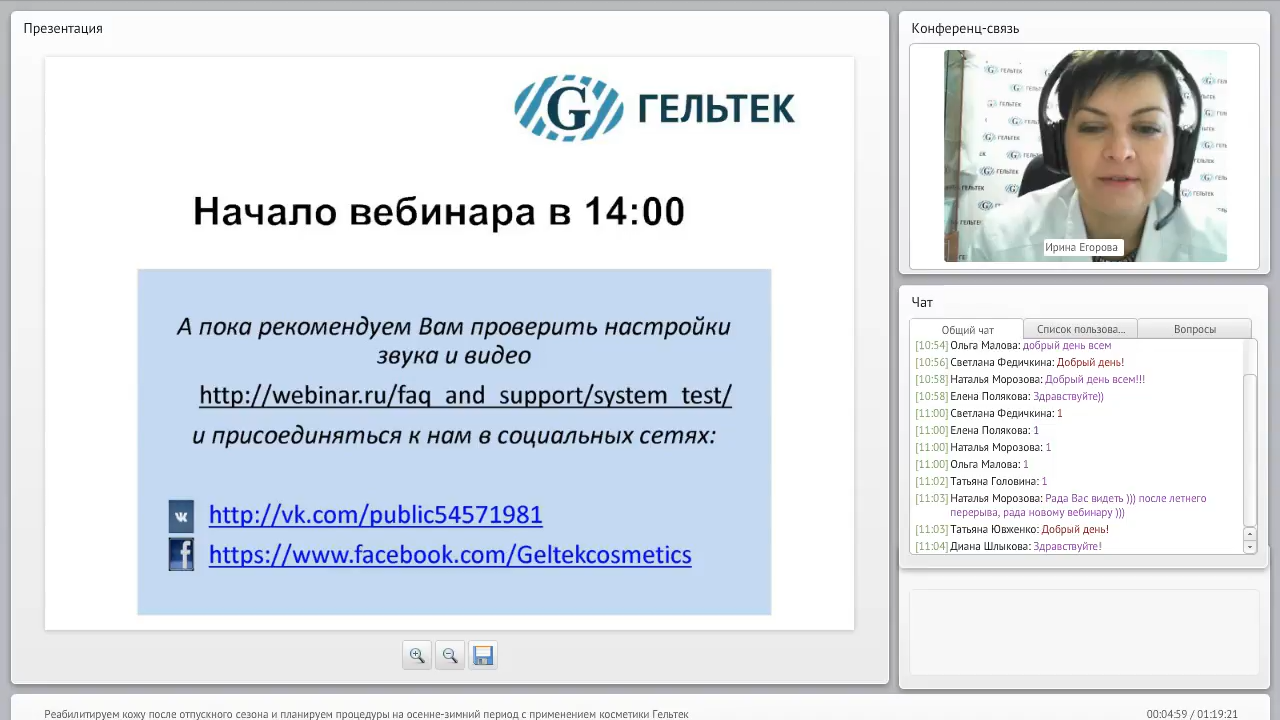 Презентация
G ГЕЛЬТЕК
Начало вебинара в 14:00
А пока рекомендуем Вам проверить настройки
звука и видео
http://webinar.ru/faq_and_support/system_test/
и присоединяться к нам в социальных сетях:
http://vk.com/public54571981
https://www.facebook.com/Geltekcosmetics
Конференц-связь
ГЕЛЬТЕК
Ирина Егорова
Чат
Общий чат
Список пользова...
Вопросы
[10:54] Ольга Малова: добрый день всем
[10:56] Светлана Федичкина: Добрый день!
[10:58] Наталья Морозова: Добрый день всем!!!
[10:58] Елена Полякова: Здравствуйте))
[11:00] Светлана Федичкина: 1
[11:00] Елена Полякова: 1
[11:00] Наталья Морозова: 1
[11:00] Ольга Малова: 1
[11:02] Татьяна Головина: 1
[11:03] Наталья Морозова: Рада Вас видеть ))) после летнего
перерыва, рада новому вебинару )))
[11:03] Татьяна Ювженко: Добрый день!
[11:04] Диана Шлыкова: Здравствуйте!
Реабилитируем кожу после отпускного сезона и планируем процедуры на осенне-зимний период с применением косметики Гельтек
00:04:59 / 01:19:21